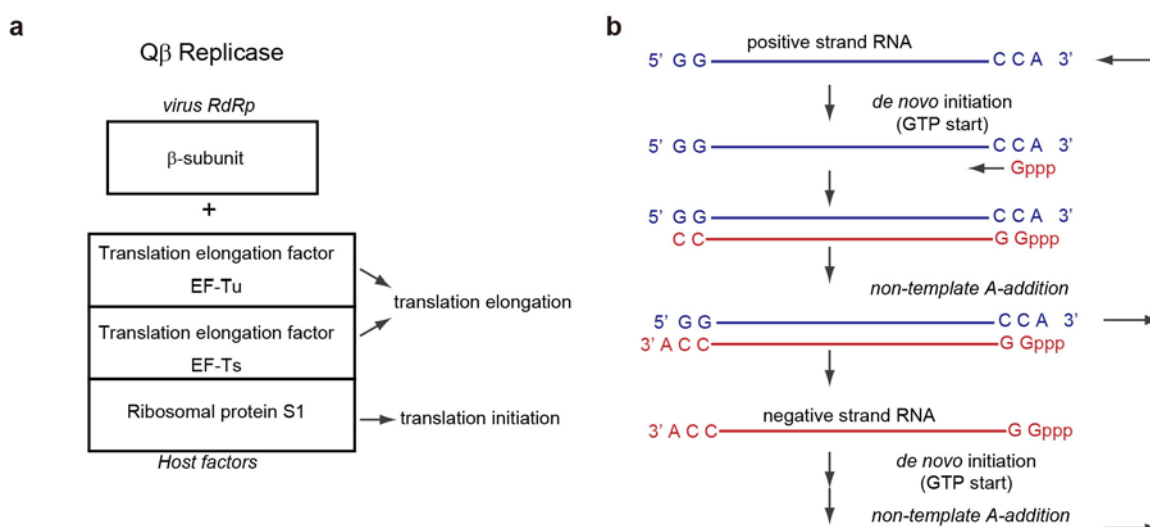 a
Qβ Replicase
virus RdRp
β-subunit
+
Translation elongation factor
EF-Tu
Translation elongation factor
EF-Ts
Ribosomal protein S1
Host factors
translation elongation
translation initiation
b
positive strand RNA
5’ G G C C A 3’
de novo initiation
(GTP start)
5’ G G C C A 3’
Gppp
5’ G G C C A 3’
C C G Gppp
non-template A-addition
5’ G G C C A 3’
3’ A C C G Gppp
negative strand RNA
3’ A C C G Gppp
de novo initiation
(GTP start)
non-template A-addition